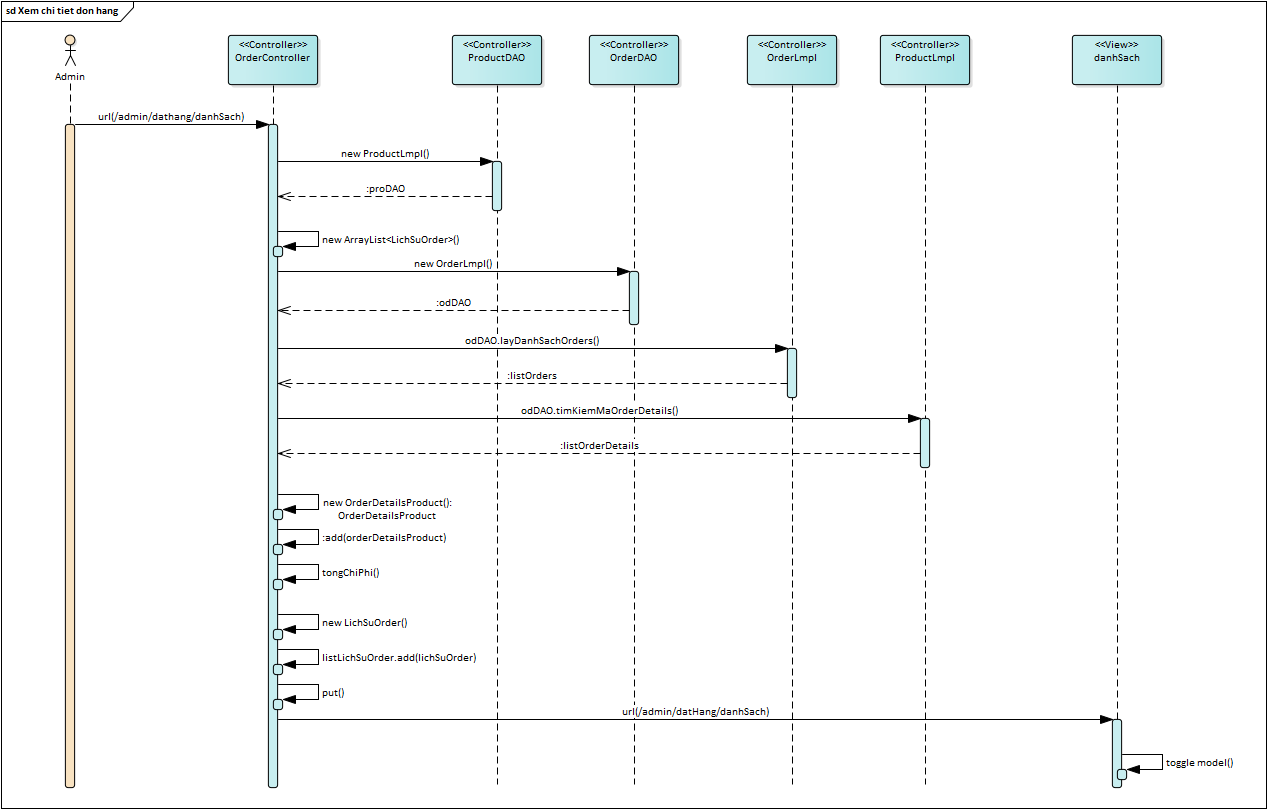 sd Xem chi tiet don hang
Admin
<<Controller>>
OrderController
<<Controller>>
ProductDAO
<<Controller>>
OrderDAO
<<Controller>>
OrderLmpl
<<Controller>>
ProductLmpl
<<View>>
danhSach
url(/admin/dathang/danhSach)
new ProductLmpl()
:proDAO
new ArrayList<LichSuOrder>()
new OrderLmpl()
:odDAO
odDAO.layDanhSachOrders()
:listOrders
odDAO.timKiemMaOrderDetails()
:listOrderDetails
new OrderDetailsProduct():
OrderDetailsProduct
:add(orderDetailsProduct)
tongChiPhi()
new LichSuOrder()
listLichSuOrder.add(lichSuOrder)
put()
url(/admin/datHang/danhSach)
toggle model()